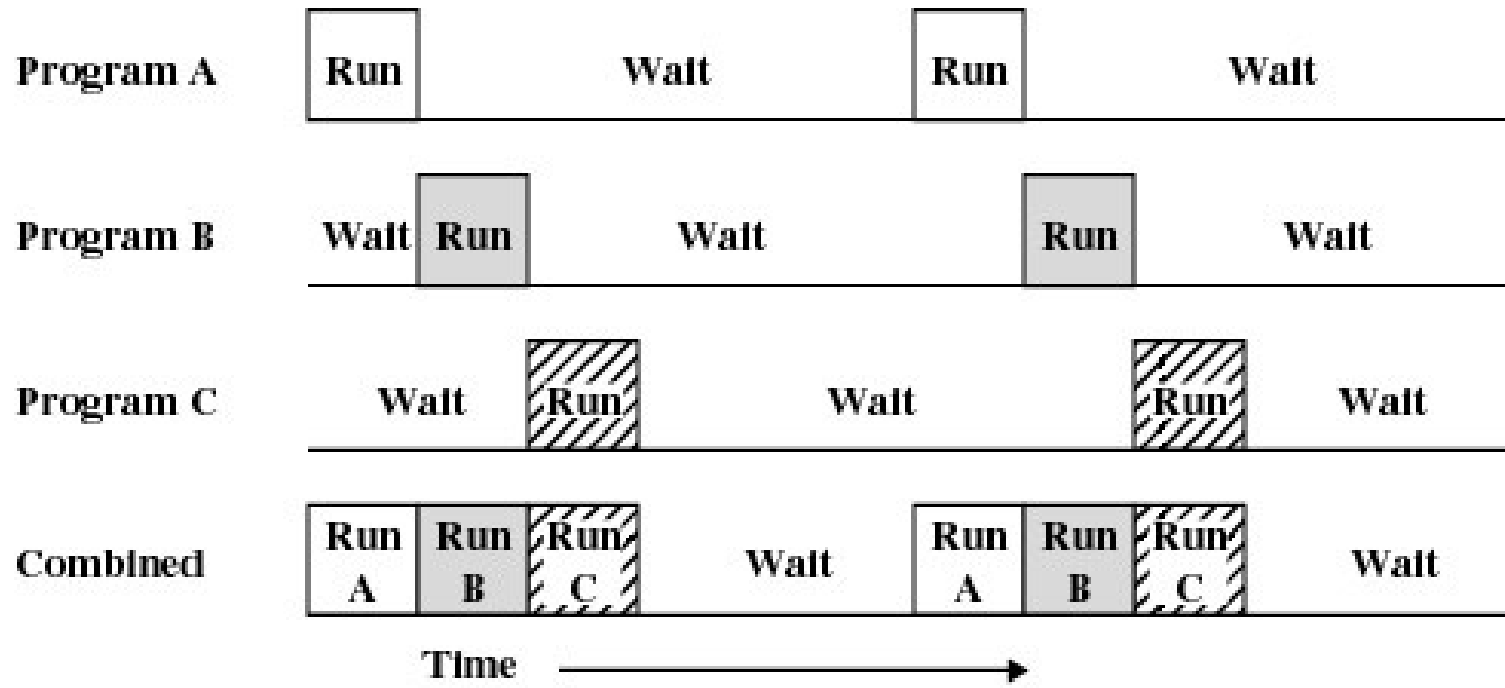 Program A Run Wait Run Wait
Program B Wait Run Wait Run Wait
Program C Wait Run Wait Run Wait
Combined Run A Run B Run C Wait Run A Run B Run C Wait
Time